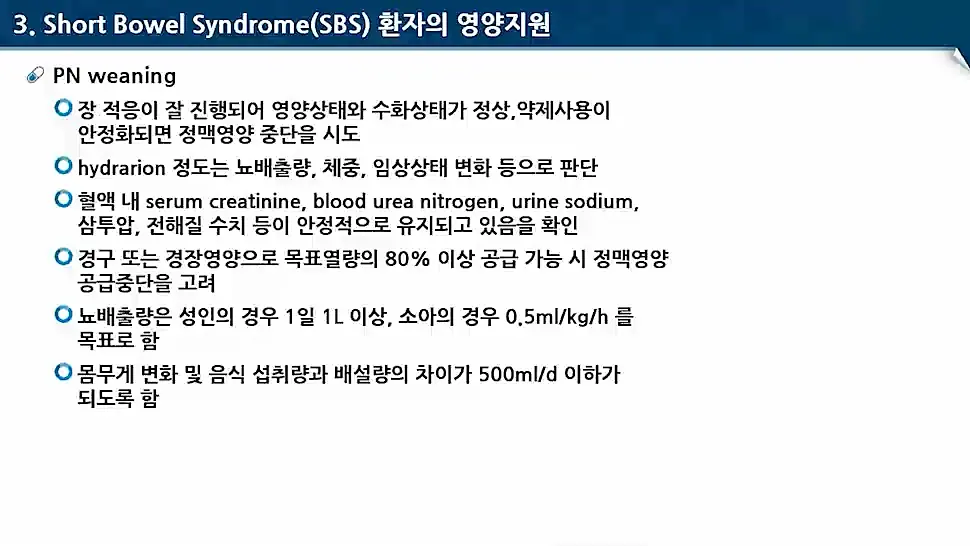 3. Short Bowel Syndrome(SBS) 환자의 영양지원
PN weaning
장 적응이 잘 진행되어 영양상태와 수화상태가 정상,약제사용이
안정화되면 정맥영양 중단을 시도
hydrarion 정도는 뇨배출량, 체중, 임상상태 변화 등으로 판단
혈액 내 serum creatinine, blood urea nitrogen, urine sodium,
삼투압, 전해질 수치 등이 안정적으로 유지되고 있음을 확인
경구 또는 경장영양으로 목표열량의 80% 이상 공급 가능 시 정맥영양
공급중단을 고려
뇨배출량은 성인의 경우 1일 1L 이상, 소아의 경우 0.5ml/kg/h 를
목표로 함
몸무게 변화 및 음식 섭취량과 배설량의 차이가 500ml/d 이하가
되도록 함